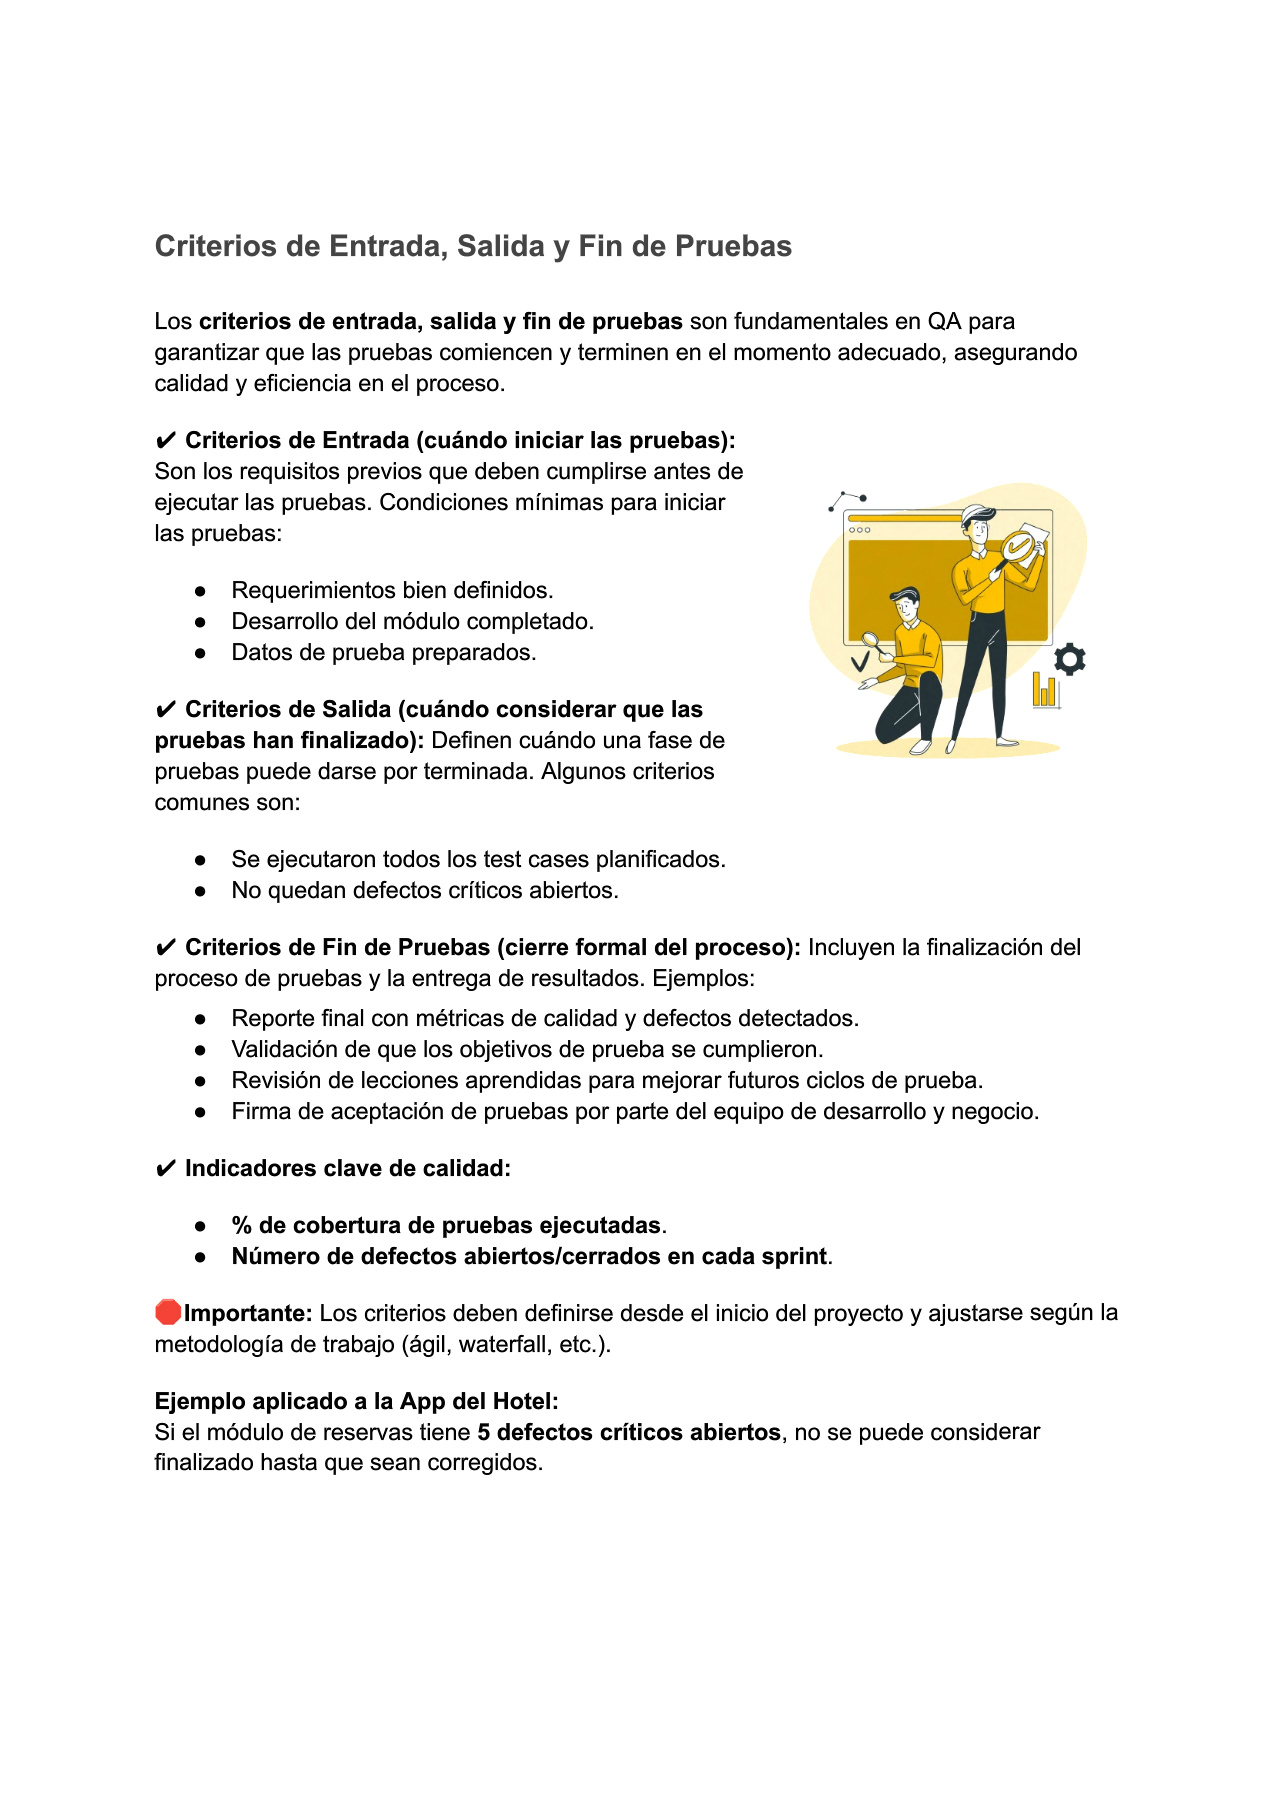 Criterios de Entrada, Salida y Fin de Pruebas
Los criterios de entrada, salida y fin de pruebas son fundamentales en QA para
garantizar que las pruebas comiencen y terminen en el momento adecuado, asegurando
calidad y eficiencia en el proceso.
✔ Criterios de Entrada (cuándo iniciar las pruebas):
Son los requisitos previos que deben cumplirse antes de
ejecutar las pruebas. Condiciones mínimas para iniciar
las pruebas:
● Requerimientos bien definidos.
● Desarrollo del módulo completado.
● Datos de prueba preparados.
✔ Criterios de Salida (cuándo considerar que las
pruebas han finalizado): Definen cuándo una fase de
pruebas puede darse por terminada. Algunos criterios
comunes son:
● Se ejecutaron todos los test cases planificados.
● No quedan defectos críticos abiertos.
✔ Criterios de Fin de Pruebas (cierre formal del proceso): Incluyen la finalización del
proceso de pruebas y la entrega de resultados. Ejemplos:
● Reporte final con métricas de calidad y defectos detectados.
● Validación de que los objetivos de prueba se cumplieron.
● Revisión de lecciones aprendidas para mejorar futuros ciclos de prueba.
● Firma de aceptación de pruebas por parte del equipo de desarrollo y negocio.
✔ Indicadores clave de calidad:
● % de cobertura de pruebas ejecutadas.
● Número de defectos abiertos/cerrados en cada sprint.
🛑Importante: Los criterios deben definirse desde el inicio del proyecto y ajustarse según la
metodología de trabajo (ágil, waterfall, etc.).
Ejemplo aplicado a la App del Hotel:
Si el módulo de reservas tiene 5 defectos críticos abiertos, no se puede considerar
finalizado hasta que sean corregidos.